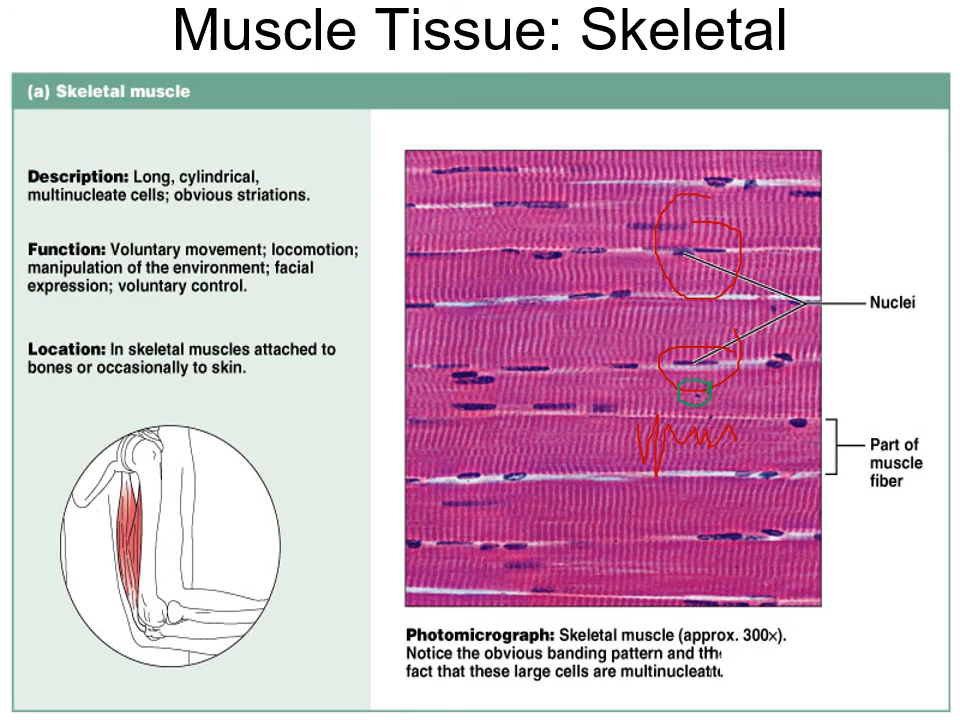 Muscle Tissue: Skeletal
(a) Skeletal muscle
Description: Long, cylindrical,
multinucleate cells; obvious striations.
Function: Voluntary movement; locomotion;
manipulation of the environment; facial
expression; voluntary control.
Location: In skeletal muscles attached to
bones or occasionally to skin.
Nuclei
Part of
muscle
fiber
Photomicrograph: Skeletal muscle (approx. 300×).
Notice the obvious banding pattern and
fact that these large cells are